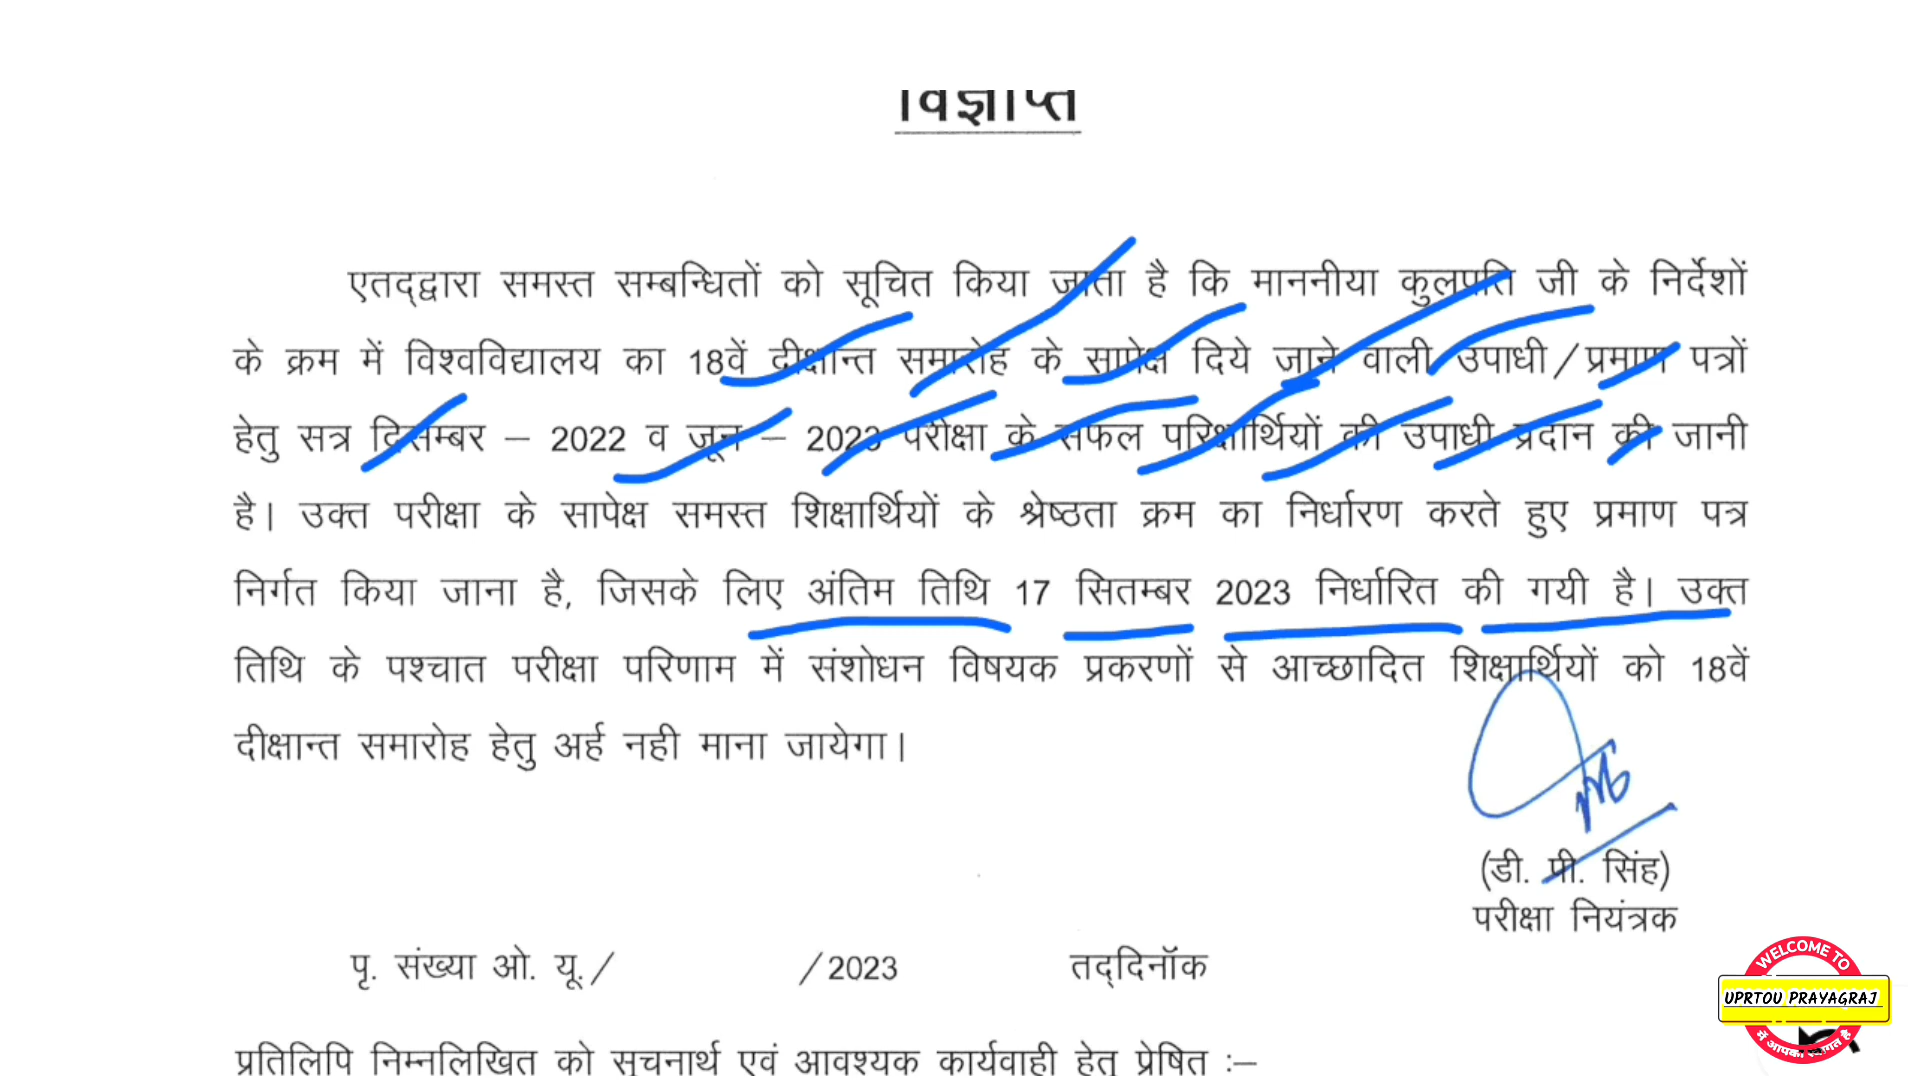 विज्ञप्ति
एतद्द्वारा समस्त सम्बन्धितों को सूचित किया जाता है कि माननीया कुलपति जी के निर्देशों
के क्रम में विश्वविद्यालय का 18वें दीक्षान्त समारोह के सापेक्ष दिये जाने वाली उपाधी/प्रमाण पत्रों
हेतु सत्र दिसम्बर – 2022 व जून – 2023 परीक्षा के सफल परिक्षार्थियों की उपाधी प्रदान की जानी
है। उक्त परीक्षा के सापेक्ष समस्त शिक्षार्थियों के श्रेष्ठता क्रम का निर्धारण करते हुए प्रमाण पत्र
निर्गत किया जाना है, जिसके लिए अंतिम तिथि 17 सितम्बर 2023 निर्धारित की गयी है। उक्त
तिथि के पश्चात परीक्षा परिणाम में संशोधन विषयक प्रकरणों से आच्छादित शिक्षार्थियों को 18वें
दीक्षान्त समारोह हेतु अर्ह नही माना जायेगा।
(डी. पी. सिंह)
परीक्षा नियंत्रक
पृ. संख्या ओ. यू./ /2023 तद्दिनॉक
प्रतिलिपि निम्नलिखित को सूचनार्थ एवं आवश्यक कार्यवाही हेतु प्रेषित :–
WELCOME TO
UPRTOU PRAYAGRAJ
में आपका स्वागत है